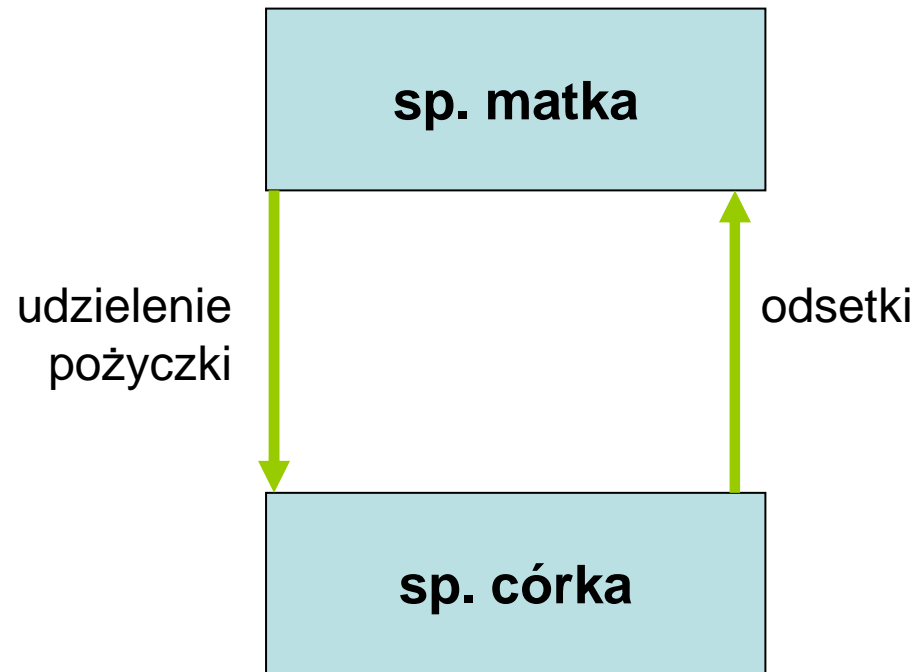 sp. matka
udzielenie
pożyczki
odsetki
sp. córka